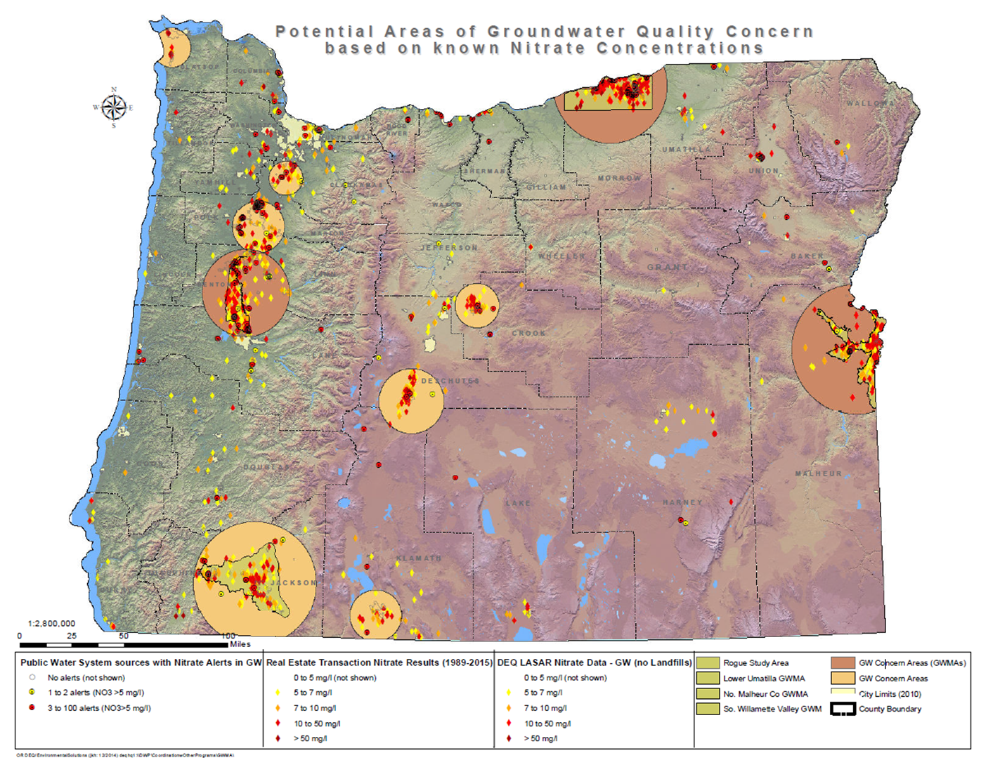 Potential Areas of Groundwater Quality Concern
based on known Nitrate Concentrations
N
W E
S
CLATSOP
COLUMBIA
WASHINGTON
HOOD
RIVER
WALLOWA
UMATILLA
SHERMAN
UNION
MORROW
GILLIAM
YAMHILL
WASCO
POLK
MARION
JEFFERSON
WHEELER
GRANT
BAKER
BENTON
CROOK
LANE
DESCHUTES
COOS
DOUGLAS
MALHEUR
LAKE
HARNEY
KLAMATH
JOSEPHINE
JACKSON
CURRY
1:2,800,000
0 25 50 100
Miles
Public Water System sources with Nitrate Alerts in GW
No alerts (not shown)
1 to 2 alerts (NO3 >5 mg/l)
3 to 100 alerts (NO3>5 mg/l)
Real Estate Transaction Nitrate Results (1989-2015)
0 to 5 mg/l (not shown)
5 to 7 mg/l
7 to 10 mg/l
10 to 50 mg/l
> 50 mg/l
DEQ LASAR Nitrate Data - GW (no Landfills)
0 to 5 mg/l (not shown)
5 to 7 mg/l
7 to 10 mg/l
10 to 50 mg/l
> 50 mg/l
Rogue Study Area
Lower Umatilla GWMA
No. Malheur Co GWMA
So. Willamette Valley GWM
GW Concern Areas (GWMAs)
GW Concern Areas
City Limits (2010)
County Boundary